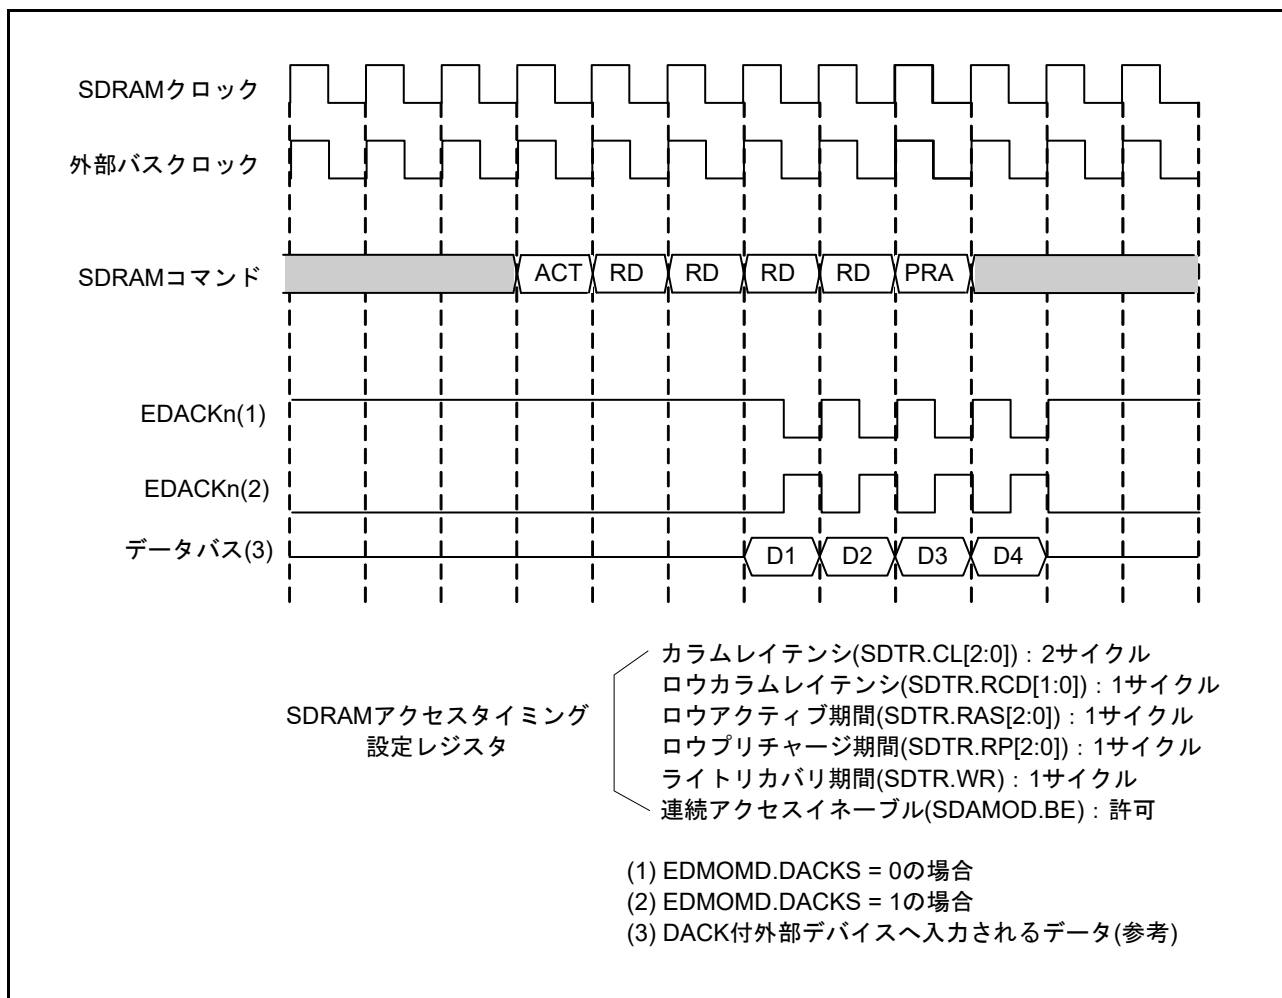 SDRAMクロック
外部バスクロック
SDRAMコマンド
ACT RD RD RD RD PRA
EDACKn(1)
EDACKn(2)
データバス(3)
D1 D2 D3 D4
SDRAMアクセスタイミング
設定レジスタ
カラムレイテンシ(SDTR.CL[2:0]):2サイクル
ロウカラムレイテンシ(SDTR.RCD[1:0]):1サイクル
ロウアクティブ期間(SDTR.RAS[2:0]):1サイクル
ロウプリチャージ期間(SDTR.RP[2:0]):1サイクル
ライトリカバリ期間(SDTR.WR):1サイクル
連続アクセスイネーブル(SDAMOD.BE):許可
(1) EDMOMD.DACKS = 0の場合
(2) EDMOMD.DACKS = 1の場合
(3) DACK付外部デバイスへ入力されるデータ(参考)